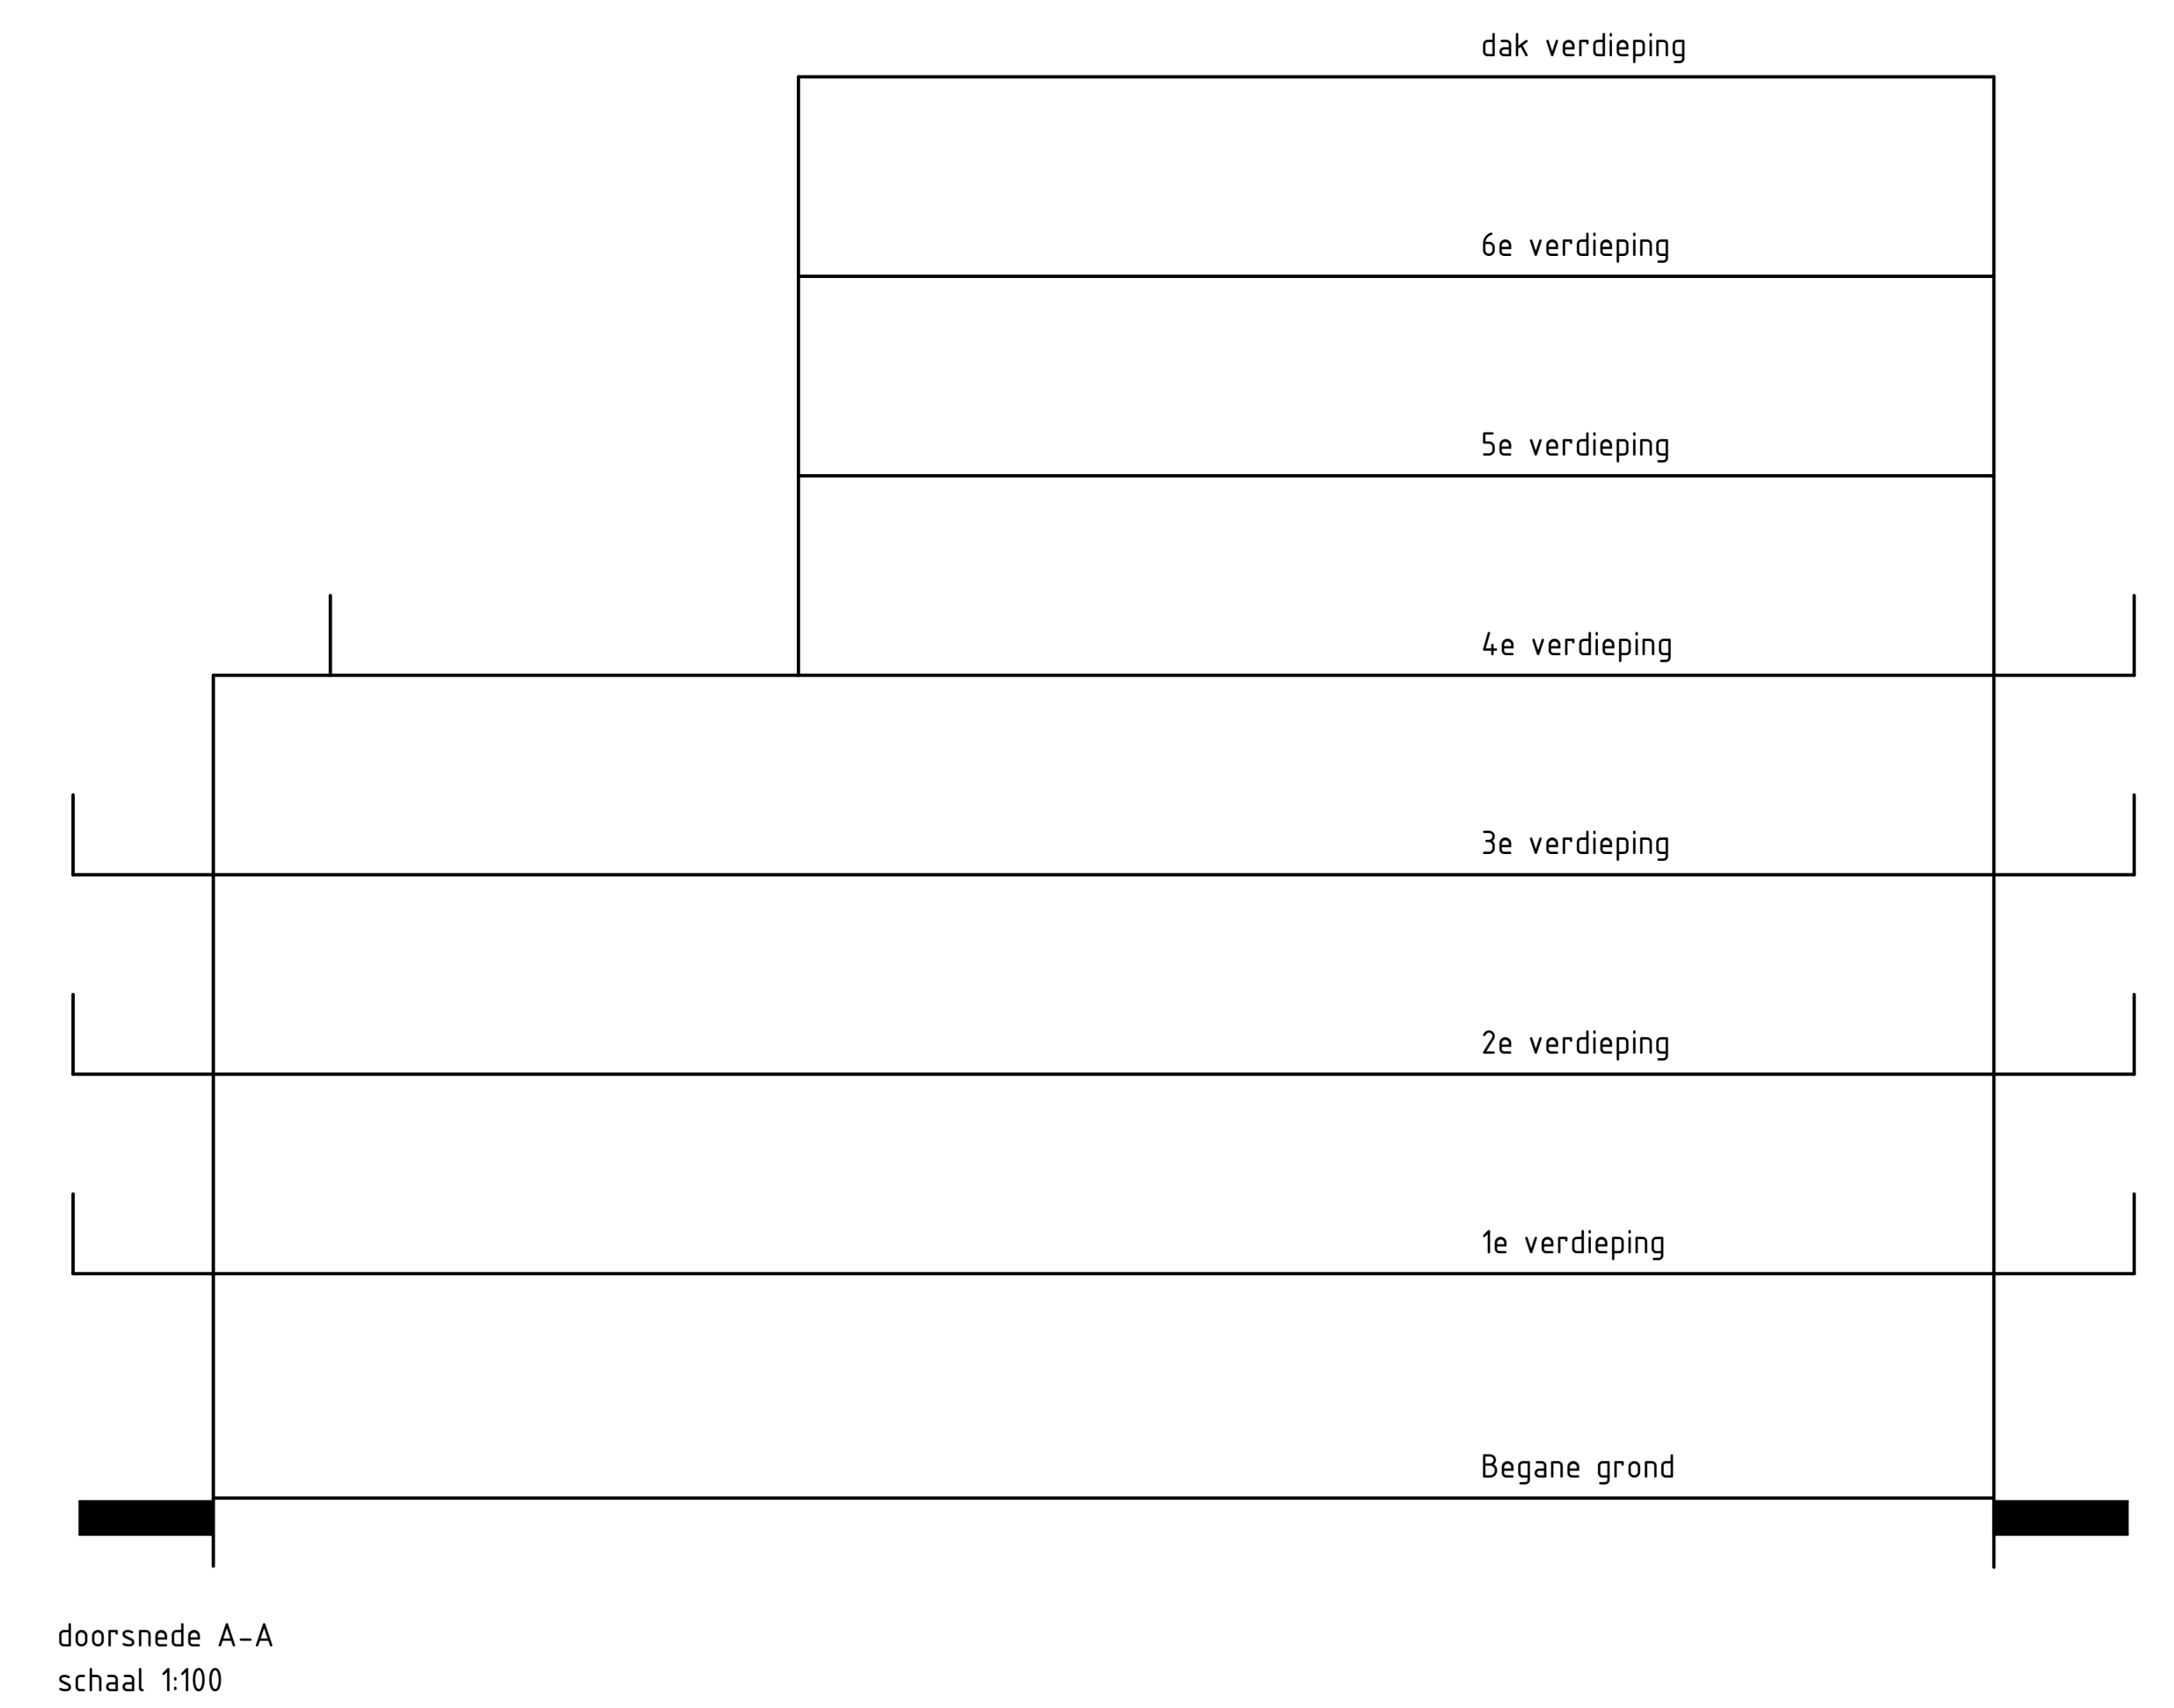 dak verdieping
6e verdieping
5e verdieping
4e verdieping
3e verdieping
2e verdieping
1e verdieping
Begane grond
doorsnede A-A
schaal 1:100